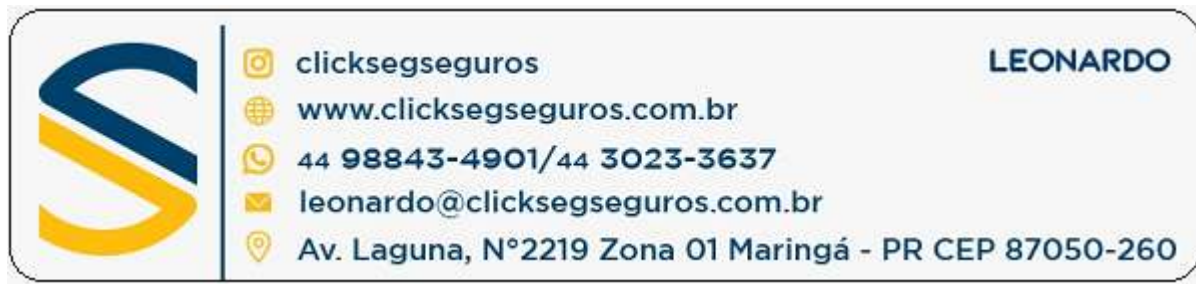 clicksegseguros
LEONARDO
www.clicksegseguros.com.br
44 98843-4901/44 3023-3637
leonardo@clicksegseguros.com.br
Av. Laguna, N°2219 Zona 01 Maringá - PR CEP 87050-260